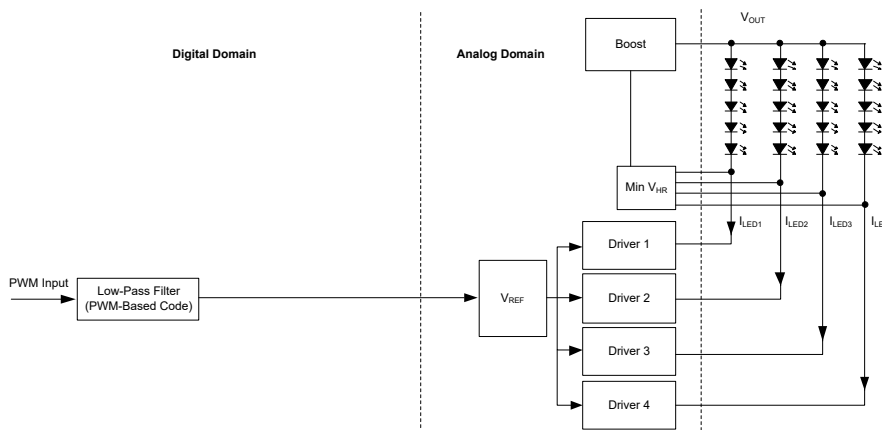 VOUT
Boost
Digital Domain
Analog Domain
Min VHR
ILED1
ILED2
ILED3
Driver 1
PWM Input
Low-Pass Filter
(PWM-Based Code)
VREF
Driver 2
Driver 3
Driver 4